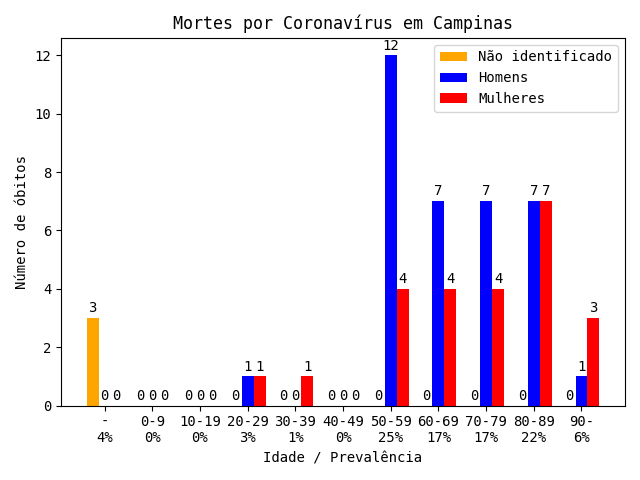 Mortes por Coronavírus em Campinas
Número de óbitos
12
10
8
6
4
2
0
Não identificado
Homens
Mulheres
3 0 0
0 0 0
0 0 0
0 1 1
0 0 1
0 0 0
0 12 4
0 7 4
0 7 4
0 7 7
0 1 3
- 0-9 10-19 20-29 30-39 40-49 50-59 60-69 70-79 80-89 90-
4% 0% 0% 3% 1% 0% 25% 17% 17% 22% 6%
Idade / Prevalência